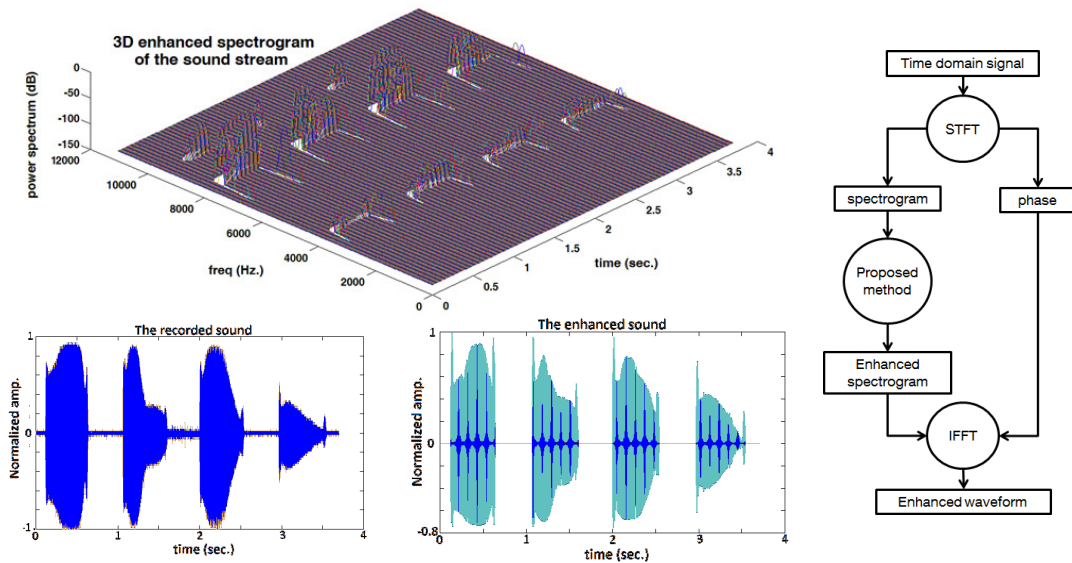 3D enhanced spectrogram
of the sound stream
power spectrum (dB)
0
-50
-100
-150
12000
10000
8000
6000
4000
2000
0
freq (Hz.)
0
0.5
1
1.5
2
2.5
3
3.5
4
time (sec.)
The recorded sound
Normalized amp.
1
0
-1
0
1
2
3
4
time (sec.)
The enhanced sound
Normalized amp.
1
0
-0.8
0
1
2
3
4
time (sec.)
Time domain signal
STFT
spectrogram
phase
Proposed
method
Enhanced
spectrogram
IFFT
Enhanced waveform